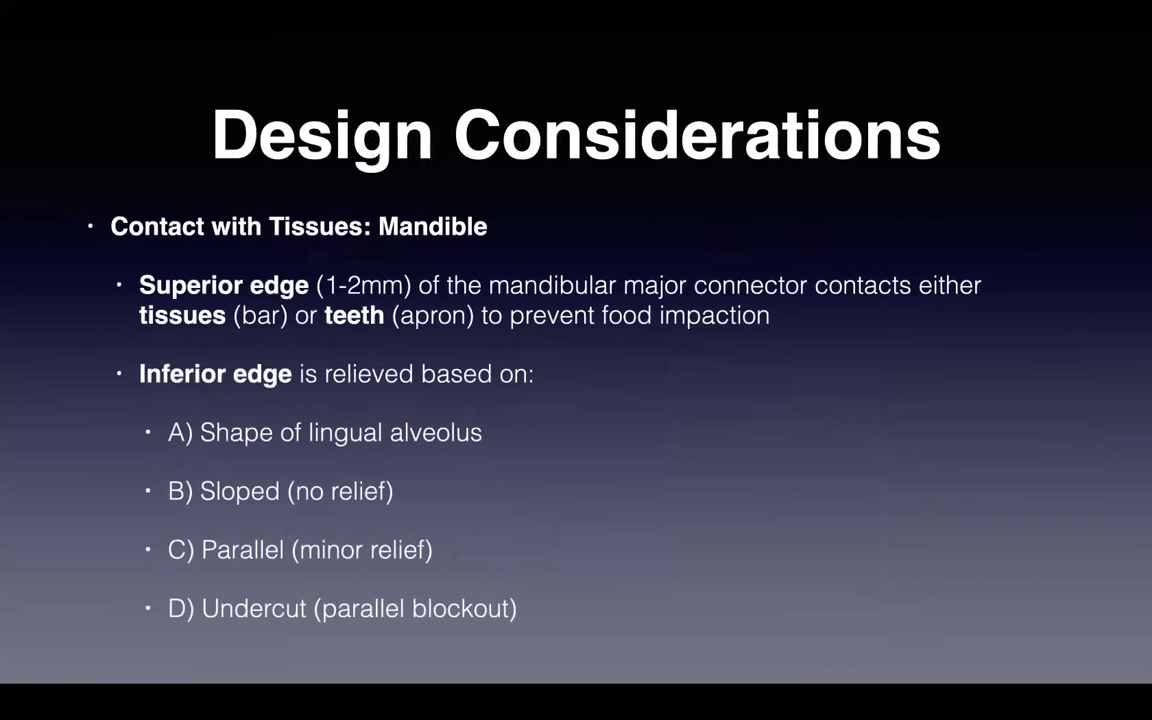 Design Considerations
• Contact with Tissues: Mandible
• Superior edge (1-2mm) of the mandibular major connector contacts either
tissues (bar) or teeth (apron) to prevent food impaction
• Inferior edge is relieved based on:
• A) Shape of lingual alveolus
• B) Sloped (no relief)
• C) Parallel (minor relief)
• D) Undercut (parallel blockout)